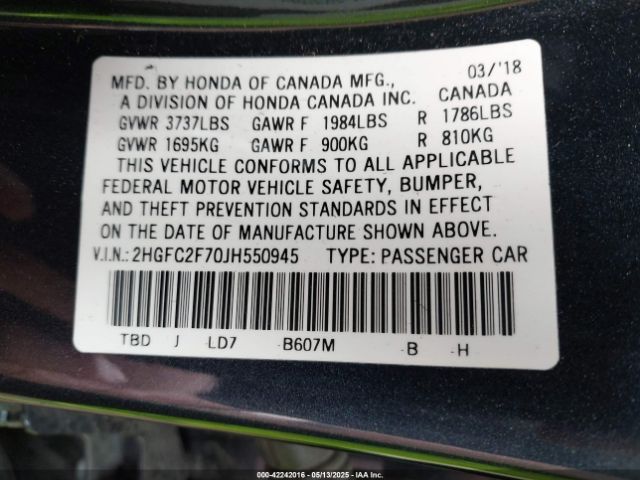 MFD. BY HONDA OF CANADA MFG., 03/'18
A DIVISION OF HONDA CANADA INC. CANADA
GVWR 3737LBS GAWR F 1984LBS R 1786LBS
GVWR 1695KG GAWR F 900KG R 810KG
THIS VEHICLE CONFORMS TO ALL APPLICABLE
FEDERAL MOTOR VEHICLE SAFETY, BUMPER,
AND THEFT PREVENTION STANDARDS IN EFFECT
ON THE DATE OF MANUFACTURE SHOWN ABOVE.
V.I.N.: 2HGFC2F70JH550945 TYPE: PASSENGER CAR
TBD J -LD7 -B607M -B -H
000-42242016 - 05/13/2025 - IAA Inc.